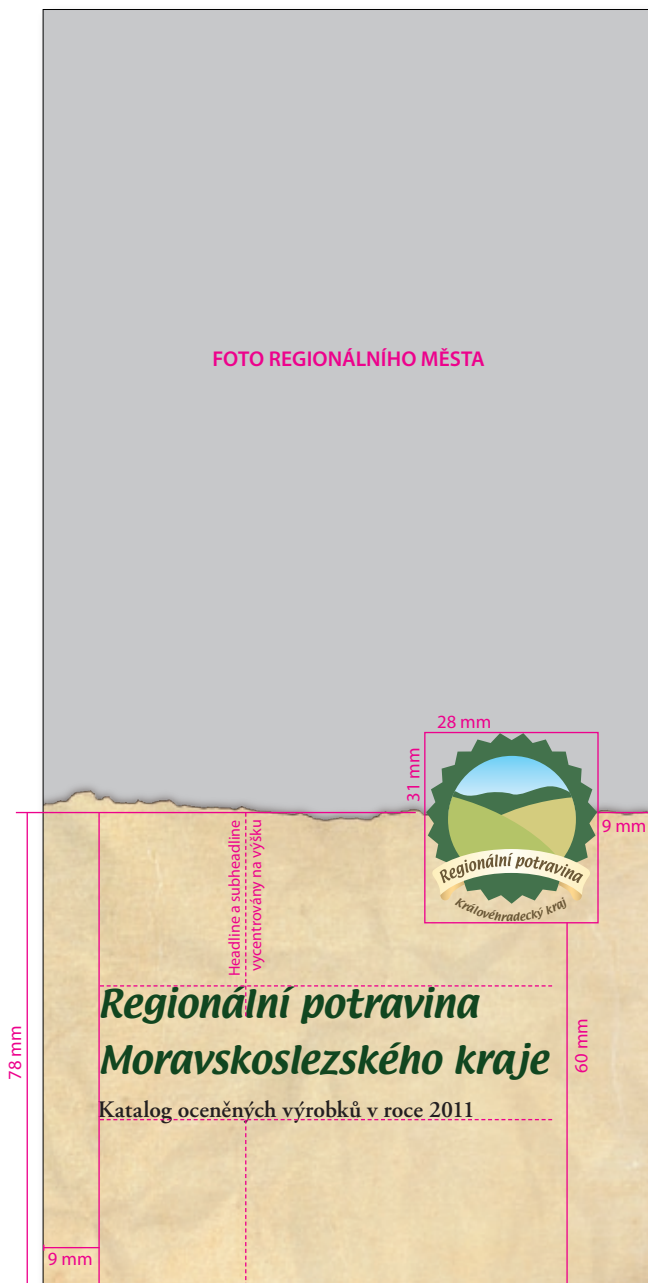 FOTO REGIONÁLNÍHO MĚSTA
28 mm
31 mm
9 mm
Regionální potravina
Královéhradecký kraj
Headline a subheadline
vycentrovány na výšku
Regionální potravina
Moravskoslezského kraje
Katalog oceněných výrobků v roce 2011
78 mm
60 mm
9 mm